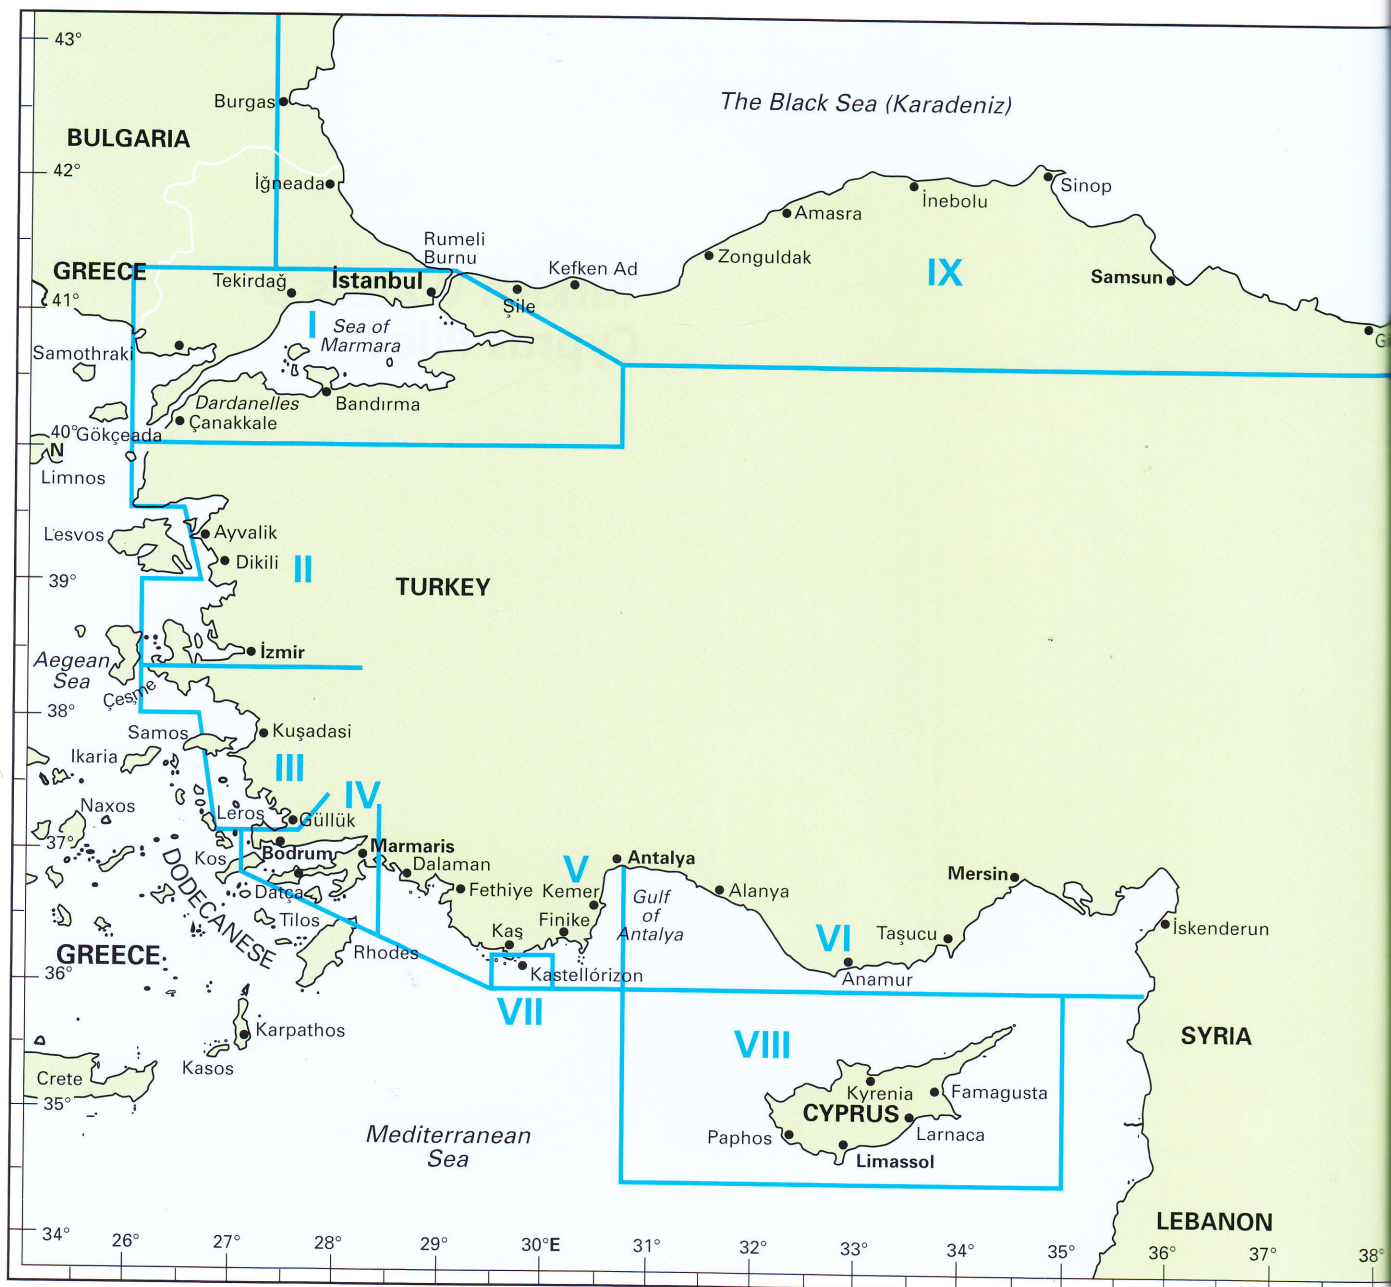 43°
Burgas
The Black Sea (Karadeniz)
BULGARIA
42°
İğneada
Sinop
İnebolu
Amasra
Rumeli
Burnu
Zonguldak
Kefken Ad
GREECE
Tekirdağ
İstanbul
IX
Samsun
41°
Şile
I
Sea of
Marmara
Samothraki
Dardanelles
Bandırma
Çanakkale
40°
Gökçeada
N
Limnos
Lesvos
Ayvalik
Dikili
II
39°
TURKEY
İzmir
Aegean
Sea
Çeşme
38°
Samos
Kuşadasi
Ikaria
III
IV
Naxos
Leros
Güllük
37°
Kos
Bodrum
Marmaris
Dalaman
V
Antalya
Mersin
Datça
Fethiye
Kemer
Gulf
of
Antalya
Alanya
DODECANESE
Tilos
Finike
Kaş
VI
Taşucu
İskenderun
GREECE
Rhodes
36°
Kastellórizon
Anamur
VII
Karpathos
VIII
SYRIA
Kasos
Crete
Kyrenia
Famagusta
35°
CYPRUS
Mediterranean
Sea
Paphos
Larnaca
Limassol
LEBANON
34°
26°
27°
28°
29°
30°E
31°
32°
33°
34°
35°
36°
37°
38°